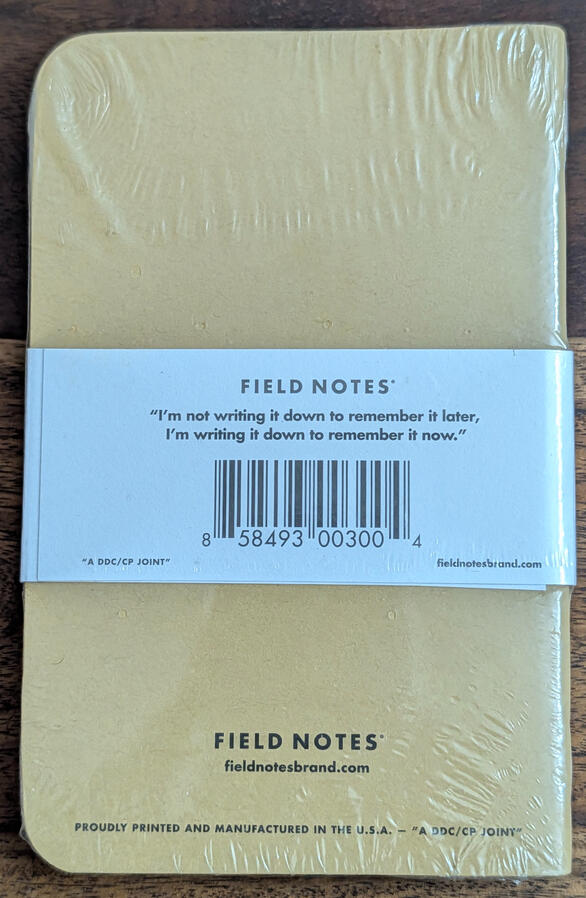 FIELD NOTES®
“I’m not writing it down to remember it later,
I’m writing it down to remember it now.”
8 58493 00300 4
“A DDC/CP JOINT” fieldnotesbrand.com
FIELD NOTES®
fieldnotesbrand.com
PROUDLY PRINTED AND MANUFACTURED IN THE U.S.A. — “A DDC/CP JOINT”